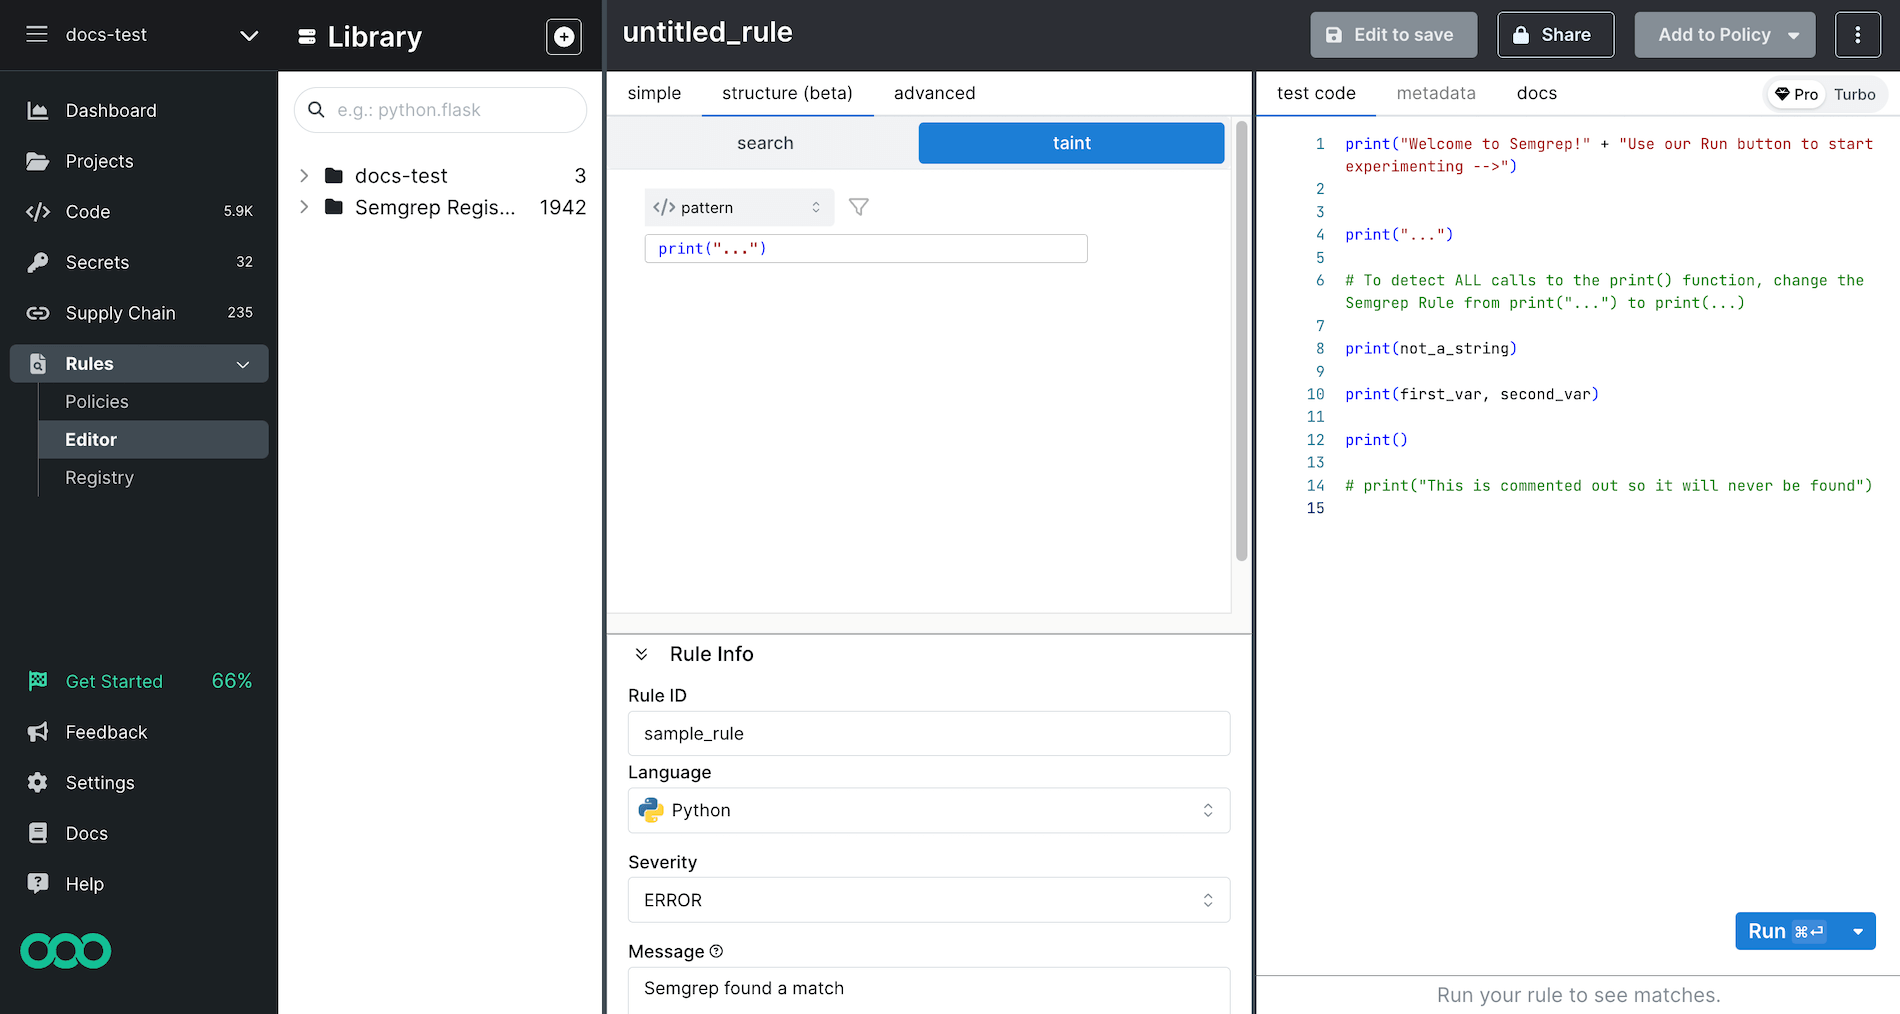 docs-test
Library
untitled_rule
Edit to save
Share
Add to Policy
Dashboard
Projects
Code 5.9K
Secrets 32
Supply Chain 235
Rules
Policies
Editor
Registry
Get Started 66%
Feedback
Settings
Docs
Help
e.g.: python.flask
docs-test 3
Semgrep Regis... 1942
simple structure (beta) advanced
search taint
</> pattern
print("...")
Rule Info
Rule ID
sample_rule
Language
Python
Severity
ERROR
Message
Semgrep found a match
test code metadata docs
Pro Turbo
1 print("Welcome to Semgrep!" + "Use our Run button to start
experimenting -->")
2
3
4 print("...")
5
6 # To detect ALL calls to the print() function, change the
Semgrep Rule from print("...") to print(...)
7
8 print(not_a_string)
9
10 print(first_var, second_var)
11
12 print()
13
14 # print("This is commented out so it will never be found")
15
Run ⌘⏎
Run your rule to see matches.